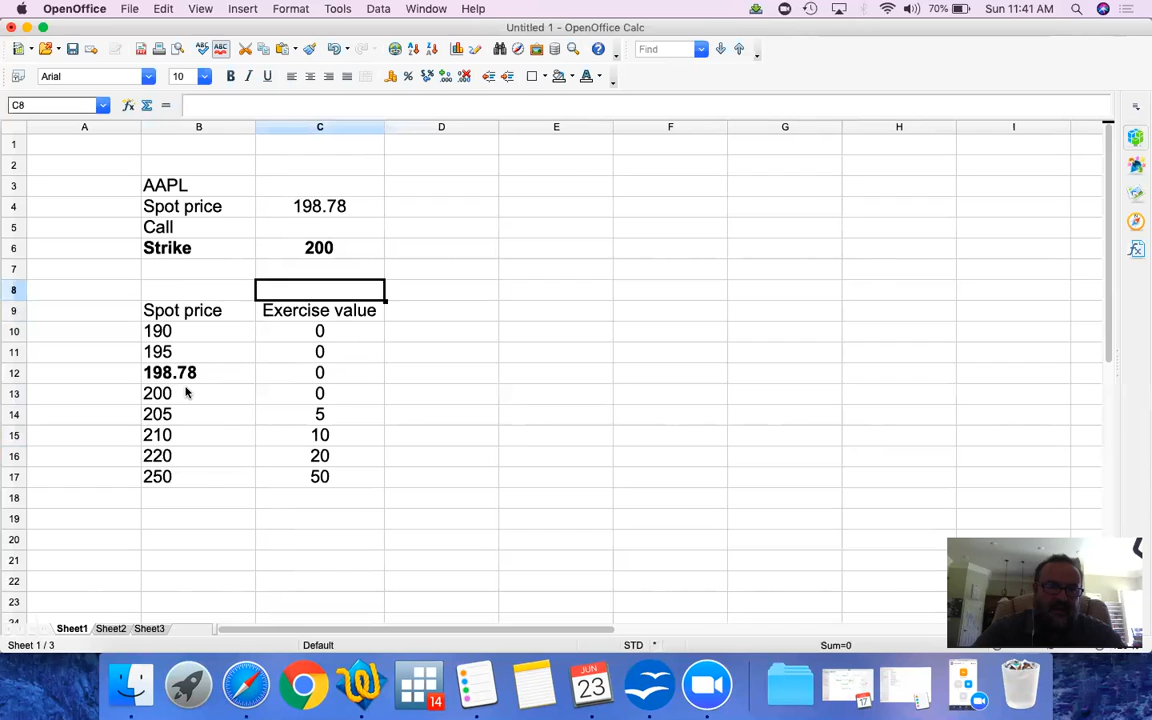 OpenOffice File Edit View Insert Format Tools Data Window Help 70% Sun 11:41 AM
Untitled 1 - OpenOffice Calc
Find
Arial 10 B I U
C8
A B C D E F G H I
1
2
3 AAPL
4 Spot price 198.78
5 Call
6 Strike 200
7
8
9 Spot price Exercise value
10 190 0
11 195 0
12 198.78 0
13 200 0
14 205 5
15 210 10
16 220 20
17 250 50
18
19
20
21
22
23
24
Sheet1 Sheet2 Sheet3
Sheet 1 / 3 Default STD * Sum=0
14 JUN 23 17